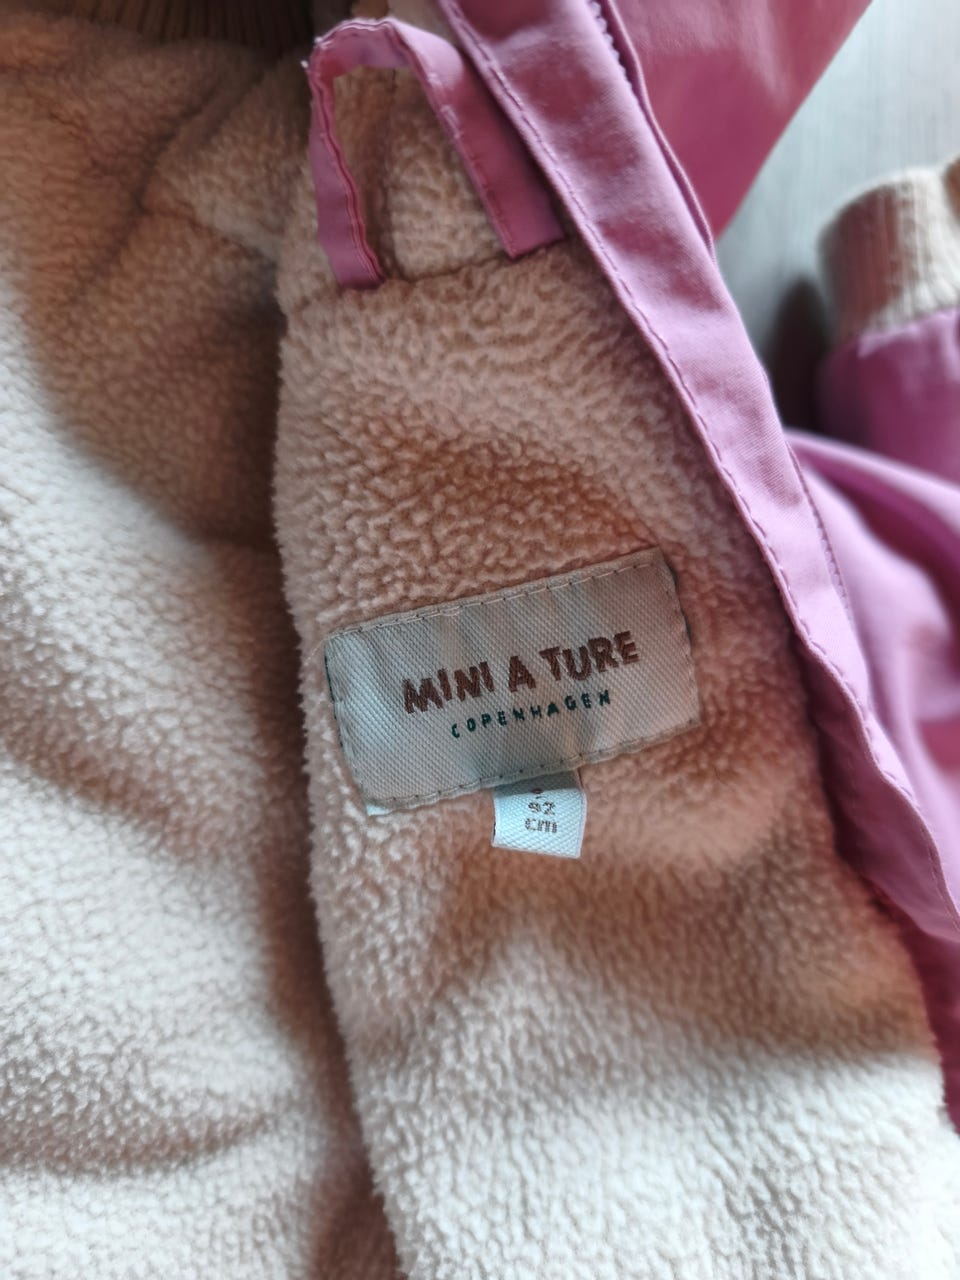 MINI A TURE
COPENHAGEN
92
cm